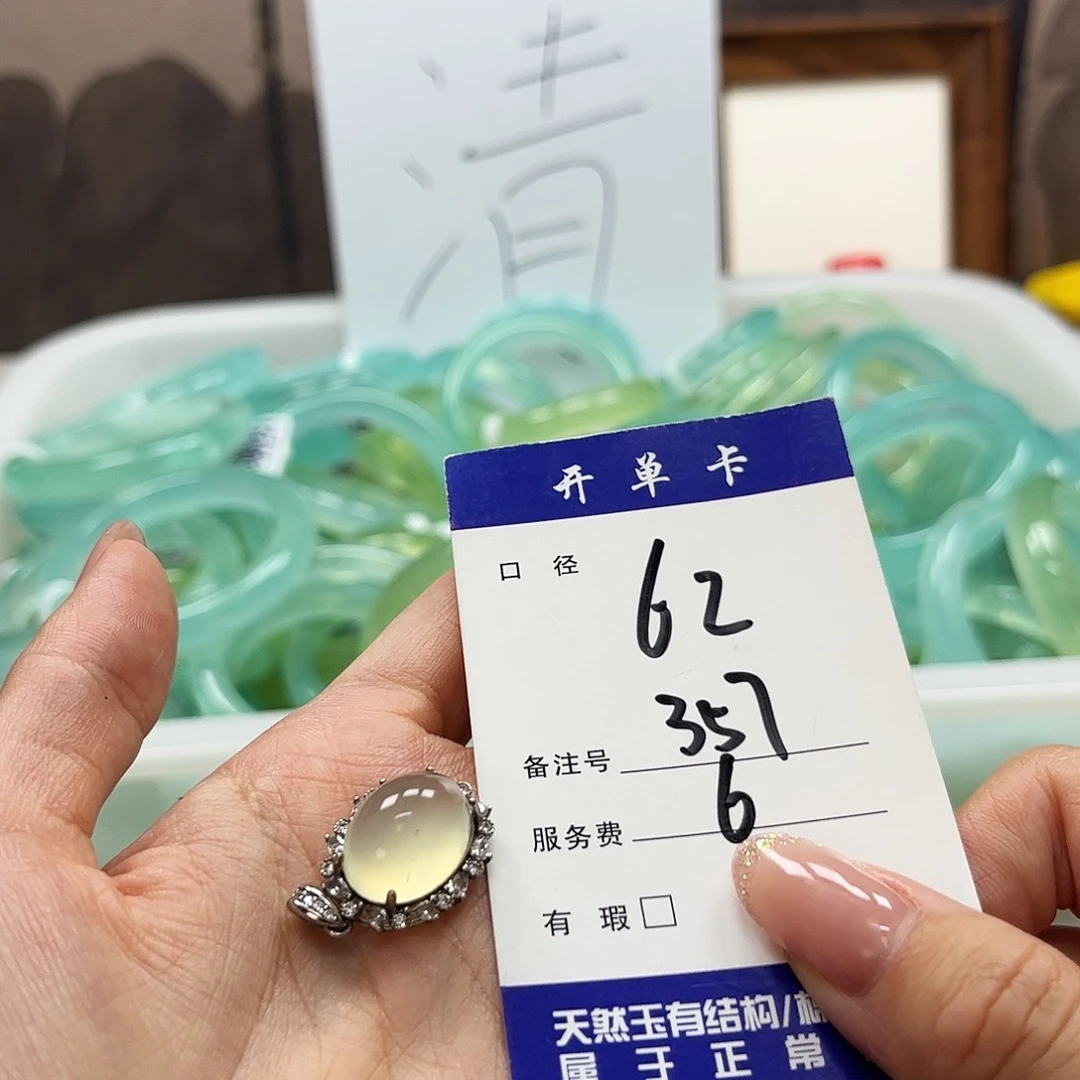 清
开单卡
口径 62
备注号 357
服务费 6
有瑕 □
天然玉有结构/
属于正常